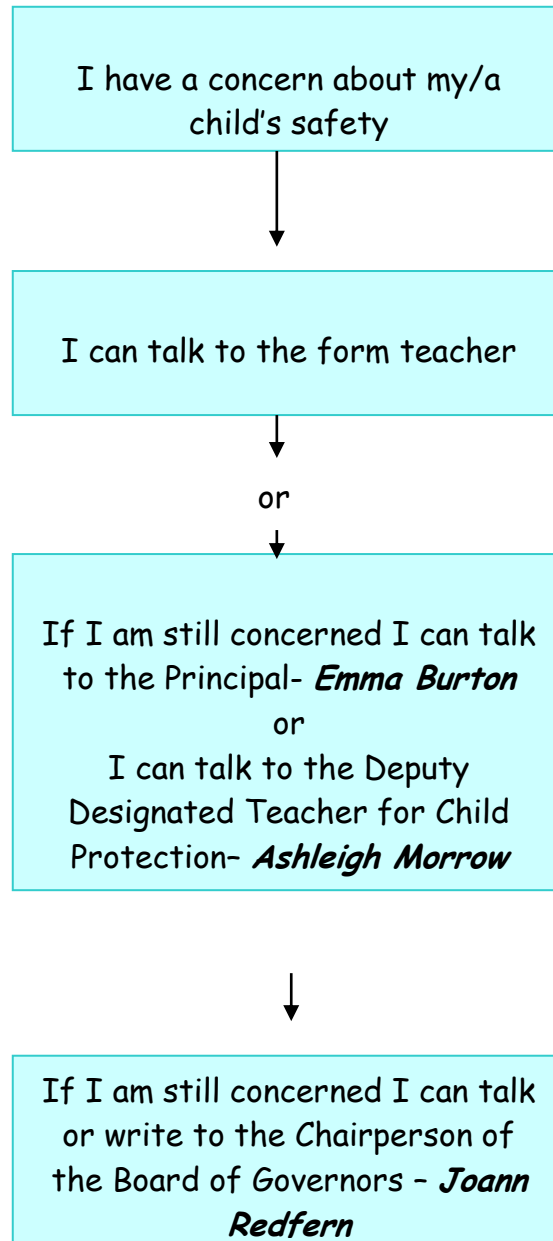 I have a concern about my/a
child's safety
I can talk to the form teacher
or
If I am still concerned I can talk
to the Principal- Emma Burton
or
I can talk to the Deputy
Designated Teacher for Child
Protection– Ashleigh Morrow
If I am still concerned I can talk
or write to the Chairperson of
the Board of Governors – Joann
Redfern